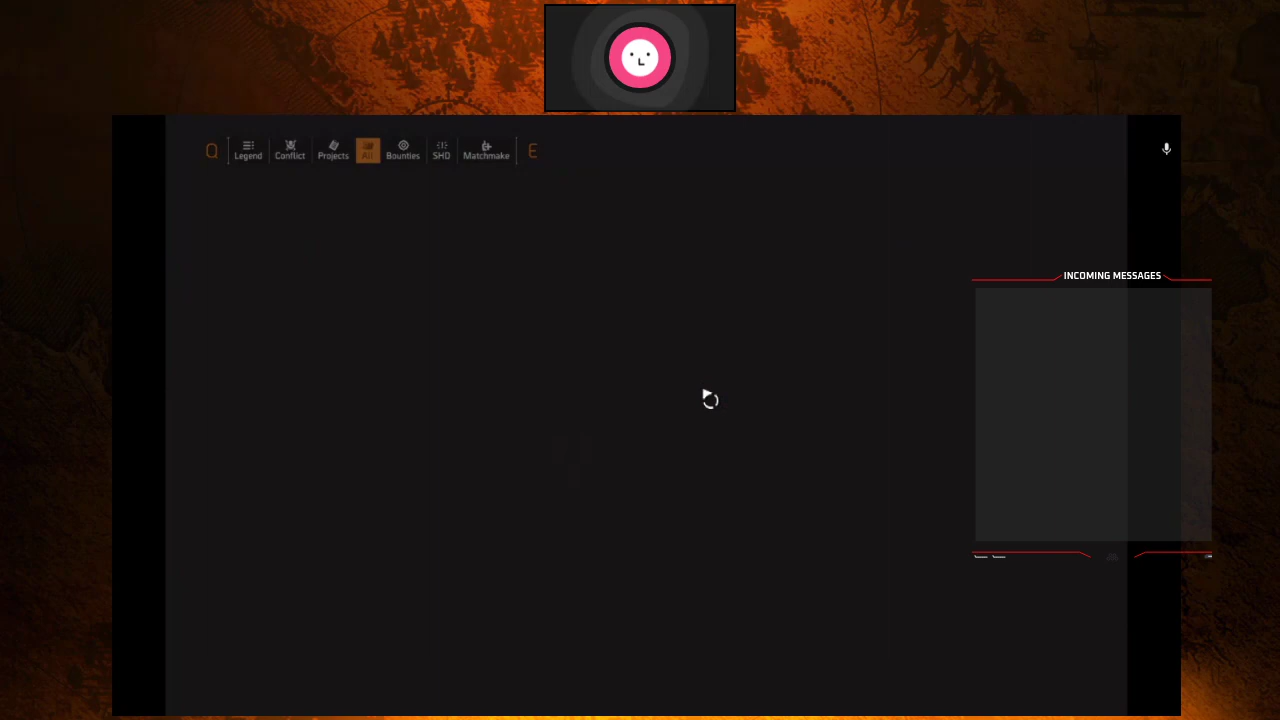 Q Legend Conflict Projects All Bounties SHD Matchmake E
INCOMING MESSAGES